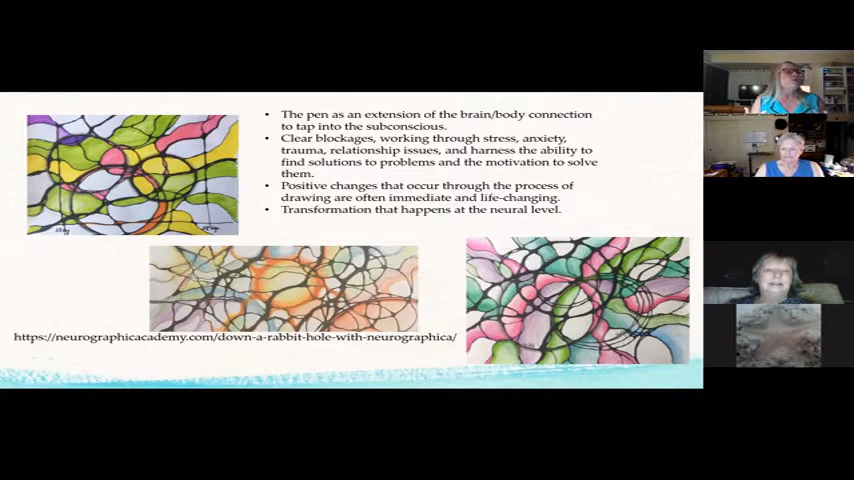 • The pen as an extension of the brain/body connection
to tap into the subconscious.
• Clear blockages, working through stress, anxiety,
trauma, relationship issues, and harness the ability to
find solutions to problems and the motivation to solve
them.
• Positive changes that occur through the process of
drawing are often immediate and life-changing.
• Transformation that happens at the neural level.
https://neurographicacademy.com/down-a-rabbit-hole-with-neurographica/